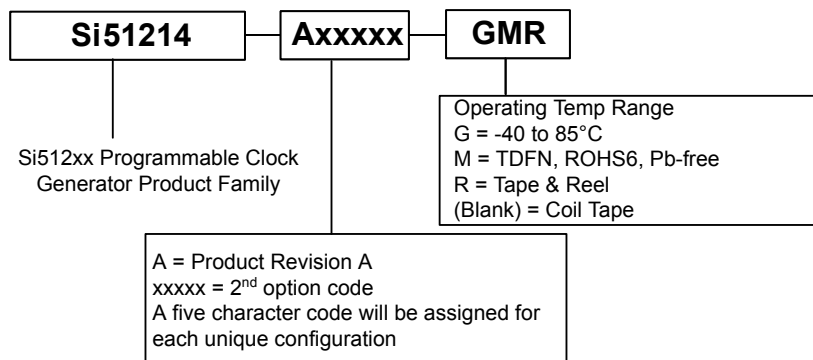 Si51214
Axxxxx
GMR
Si512xx Programmable Clock
Generator Product Family
Operating Temp Range
G = -40 to 85°C
M = TDFN, ROHS6, Pb-free
R = Tape & Reel
(Blank) = Coil Tape
A = Product Revision A
xxxxx = 2nd option code
A five character code will be assigned for
each unique configuration